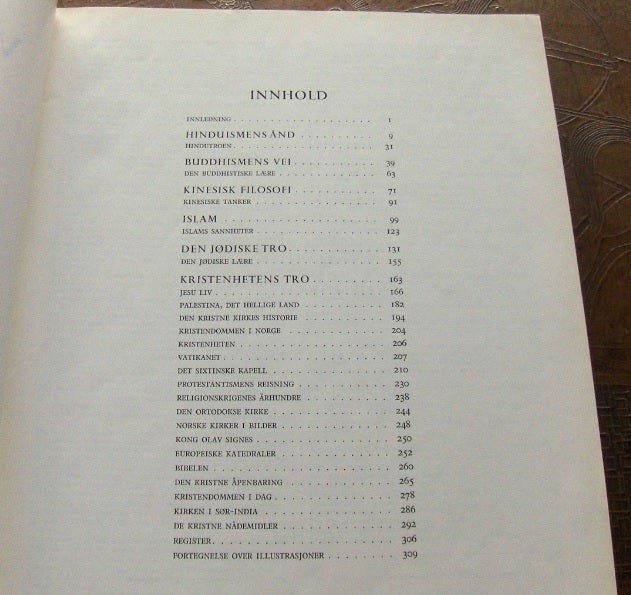 INNHOLD
INNLEDNING . . . . . . . . . . . . . . . . . . 1
HINDUISMENS ÅND . . . . . . . . . . 9
HINDUTROEN . . . . . . . . . . . . . . . . . . 31
BUDDHISMENS VEI . . . . . . . . . . 39
DEN BUDDHISTISKE LÆRE . . . . . . . . . . . . 63
KINESISK FILOSOFI . . . . . . . . . . 71
KINESISKE TANKER . . . . . . . . . . . . . . . 91
ISLAM . . . . . . . . . . . . . . . . . . 99
ISLAMS SANNHETER . . . . . . . . . . . . . . . 123
DEN JØDISKE TRO . . . . . . . . . . . 131
DEN JØDISKE LÆRE . . . . . . . . . . . . . . . 155
KRISTENHETENS TRO . . . . . . . . . 163
JESU LIV . . . . . . . . . . . . . . . . . . . 166
PALESTINA, DET HELLIGE LAND . . . . . . . . . 182
DEN KRISTNE KIRKES HISTORIE . . . . . . . . . 194
KRISTENDOMMEN I NORGE . . . . . . . . . . . 204
KRISTENHETEN . . . . . . . . . . . . . . . . . 206
VATIKANET . . . . . . . . . . . . . . . . . . 207
DET SIXTINSKE KAPELL . . . . . . . . . . . . . 210
PROTESTANTISMENS REISNING . . . . . . . . . . 230
RELIGIONSKRIGENES ÅRHUNDRE . . . . . . . . . 238
DEN ORTODOKSE KIRKE . . . . . . . . . . . . . 244
NORSKE KIRKER I BILDER . . . . . . . . . . . . 248
KONG OLAV SIGNES . . . . . . . . . . . . . . . 250
EUROPEISKE KATEDRALER . . . . . . . . . . . . 252
BIBELEN . . . . . . . . . . . . . . . . . . . 260
DEN KRISTNE ÅPENBARING . . . . . . . . . . . 265
KRISTENDOMMEN I DAG . . . . . . . . . . . . . 278
KIRKEN I SØR-INDIA . . . . . . . . . . . . . . 286
DE KRISTNE NÅDEMIDLER . . . . . . . . . . . . 292
REGISTER . . . . . . . . . . . . . . . . . . . 306
FORTEGNELSE OVER ILLUSTRASJONER . . . . . . . . 309